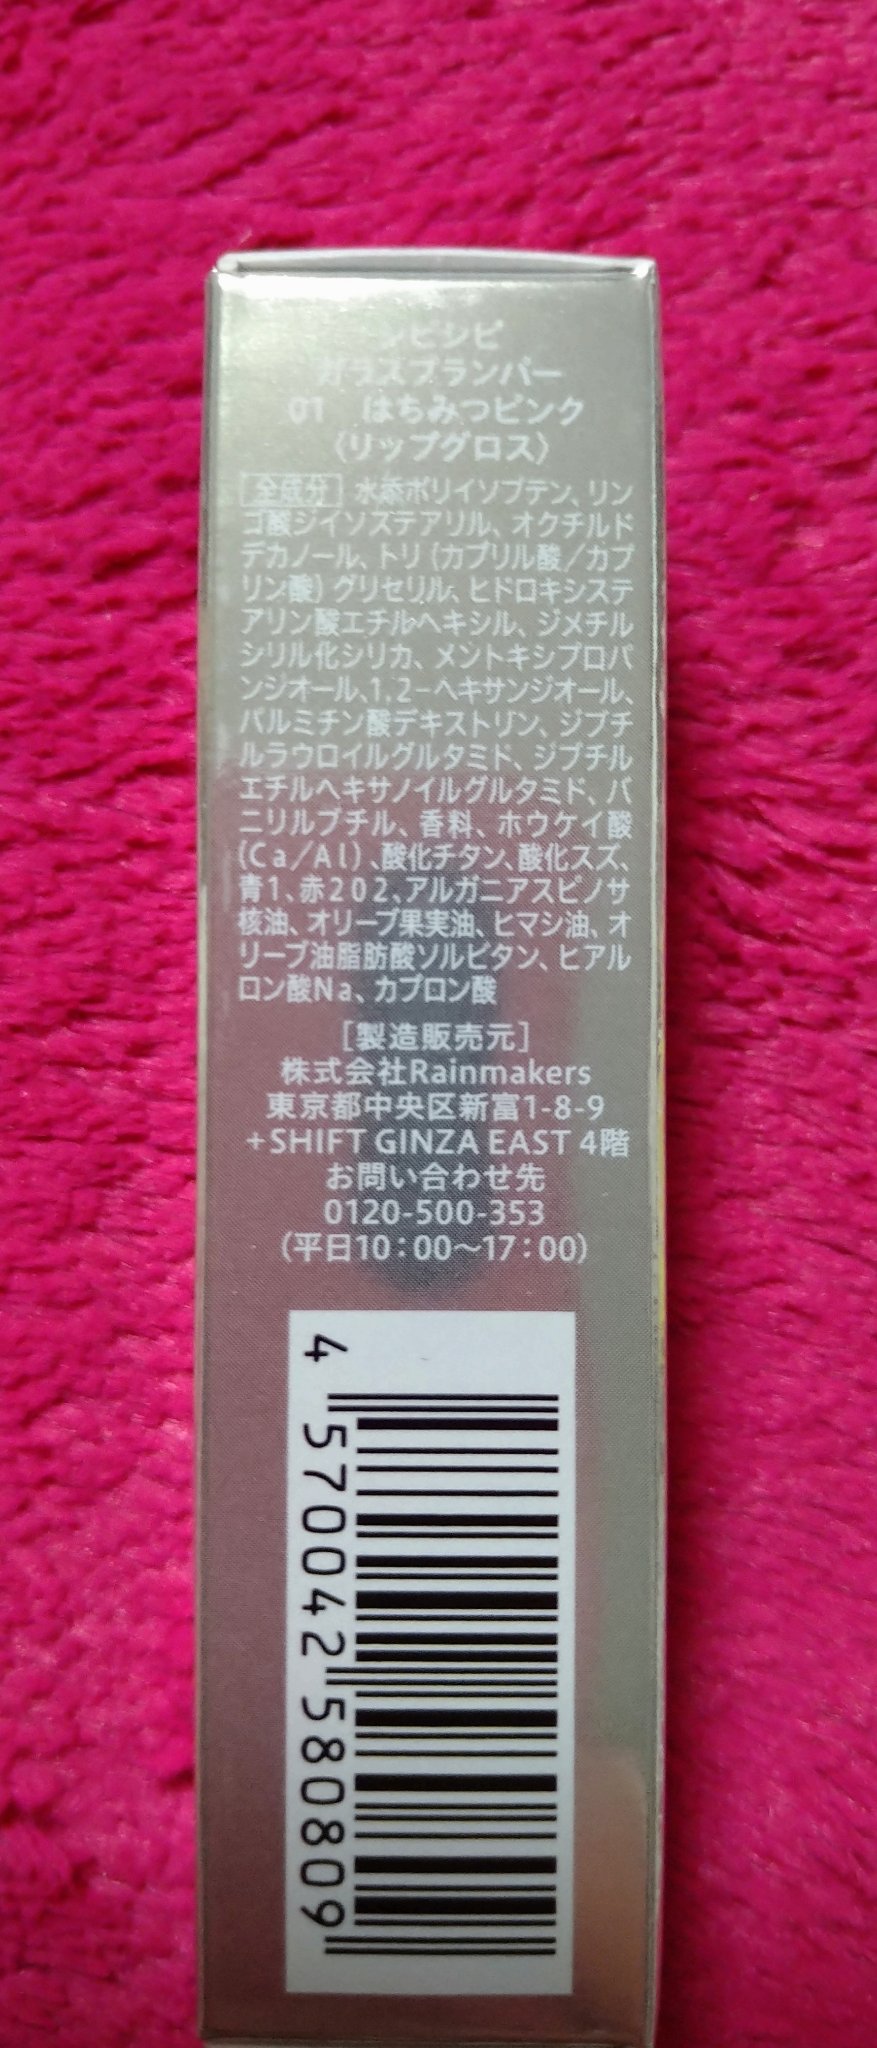 シピシピ
ガラスプランパー
01 はちみつピンク
〈リップグロス〉
全成分 水添ポリイソブテン、リン
ゴ酸ジイソステアリル、オクチルド
デカノール、トリ(カプリル酸/カプ
リン酸)グリセリル、ヒドロキシステ
アリン酸エチルヘキシル、ジメチル
シリル化シリカ、メントキシプロパ
ンジオール、1,2-ヘキサンジオール、
パルミチン酸デキストリン、ジブチ
ルラウロイルグルタミド、ジブチル
エチルヘキサノイルグルタミド、バ
ニリルブチル、香料、ホウケイ酸
(Ca/Al)、酸化チタン、酸化スズ、
青1、赤202、アルガニアスピノサ
核油、オリーブ果実油、ヒマシ油、オ
リーブ油脂肪酸ソルビタン、ヒアル
ロン酸Na、カプロン酸
[製造販売元]
株式会社Rainmakers
東京都中央区新富1-8-9
+SHIFT GINZA EAST 4階
お問い合わせ先
0120-500-353
(平日10:00〜17:00)
4 570042 580809